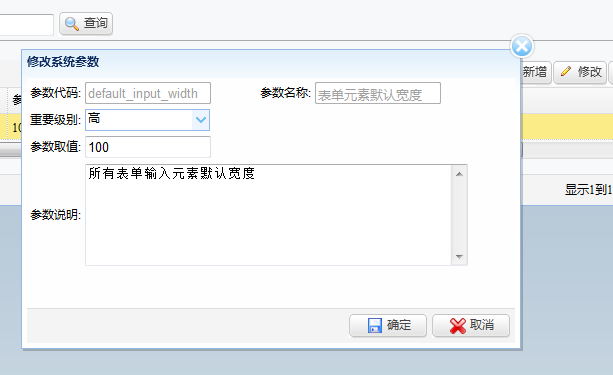 查询
修改系统参数
新增
修改
参数代码: default_input_width
参数名称: 表单元素默认宽度
重要级别: 高
参数取值: 100
参数说明: 所有表单输入元素默认宽度
显示1到1
确定
取消